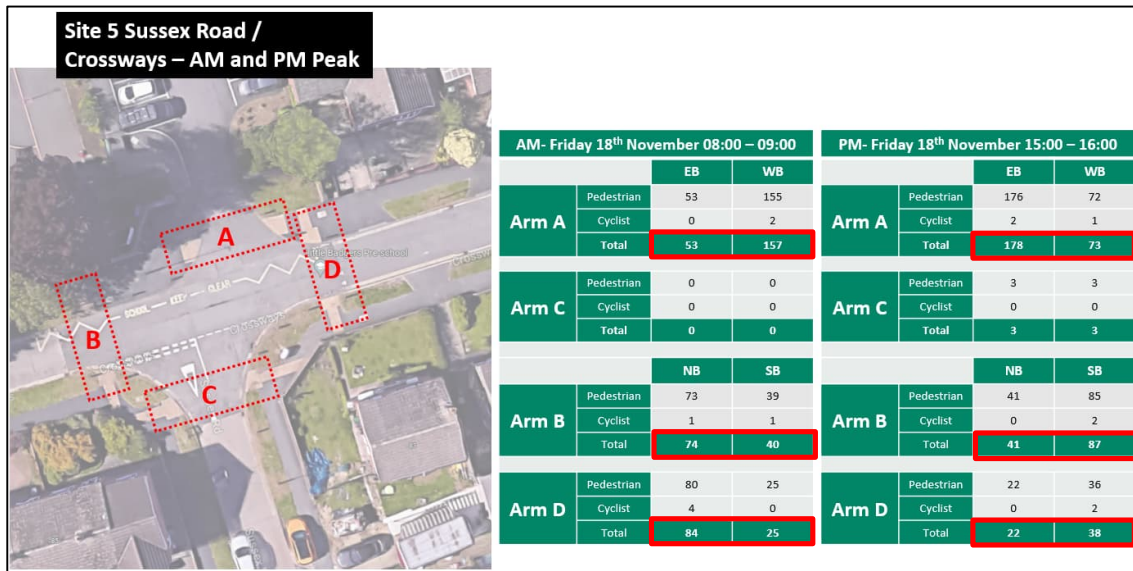 Site 5 Sussex Road /
Crossways – AM and PM Peak
A
B
C
D
SCHOOL KEEP CLEAR
AM- Friday 18th November 08:00 – 09:00
EB WB
Arm A
Pedestrian 53 155
Cyclist 0 2
Total 53 157
Arm C
Pedestrian 0 0
Cyclist 0 0
Total 0 0
NB SB
Arm B
Pedestrian 73 39
Cyclist 1 1
Total 74 40
Arm D
Pedestrian 80 25
Cyclist 4 0
Total 84 25
PM- Friday 18th November 15:00 – 16:00
EB WB
Arm A
Pedestrian 176 72
Cyclist 2 1
Total 178 73
Arm C
Pedestrian 3 3
Cyclist 0 0
Total 3 3
NB SB
Arm B
Pedestrian 41 85
Cyclist 0 2
Total 41 87
Arm D
Pedestrian 22 36
Cyclist 0 2
Total 22 38